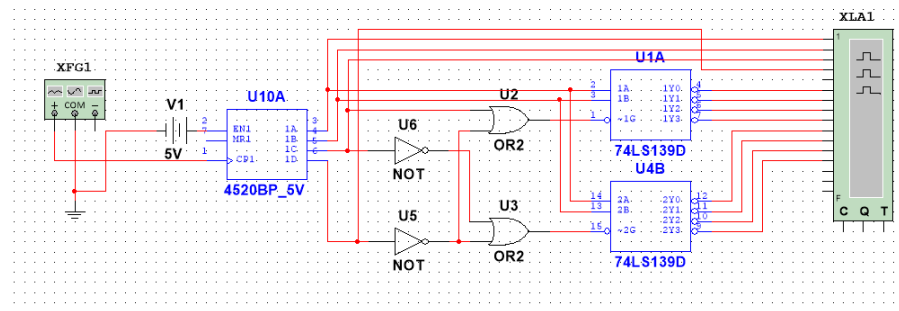 XFG1
COM
V1
5V
U10A
2 EN1 1A 3
7 MR1 1B 4
1C 5
1 CP1 1D 6
4520BP_5V
U6
NOT
U5
NOT
U2
OR2
U3
OR2
U1A
2 1A 1Y0 4
3 1B 1Y1 5
1Y2 6
1 ~1G 1Y3 7
74LS139D
U4B
14 2A 2Y0 12
13 2B 2Y1 11
2Y2 10
15 ~2G 2Y3 9
74LS139D
XLA1
1
F
C Q T